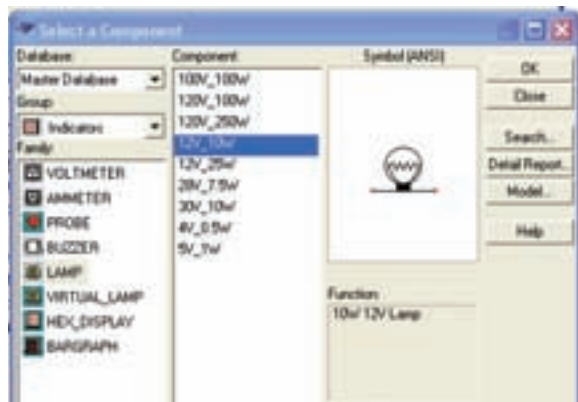 Select a Component
Database:
Master Database
Group:
Indicators
Family:
VOLTMETER
AMMETER
PROBE
BUZZER
LAMP
VIRTUAL_LAMP
HEX_DISPLAY
BARGRAPH
Component:
100V_100W
120V_100W
120V_250W
12V_10W
12V_25W
28V_7.5W
30V_10W
4V_0.5W
5V_1W
Symbol (ANSI)
Function:
10W 12V Lamp
OK
Close
Search...
Detail Report...
Model...
Help